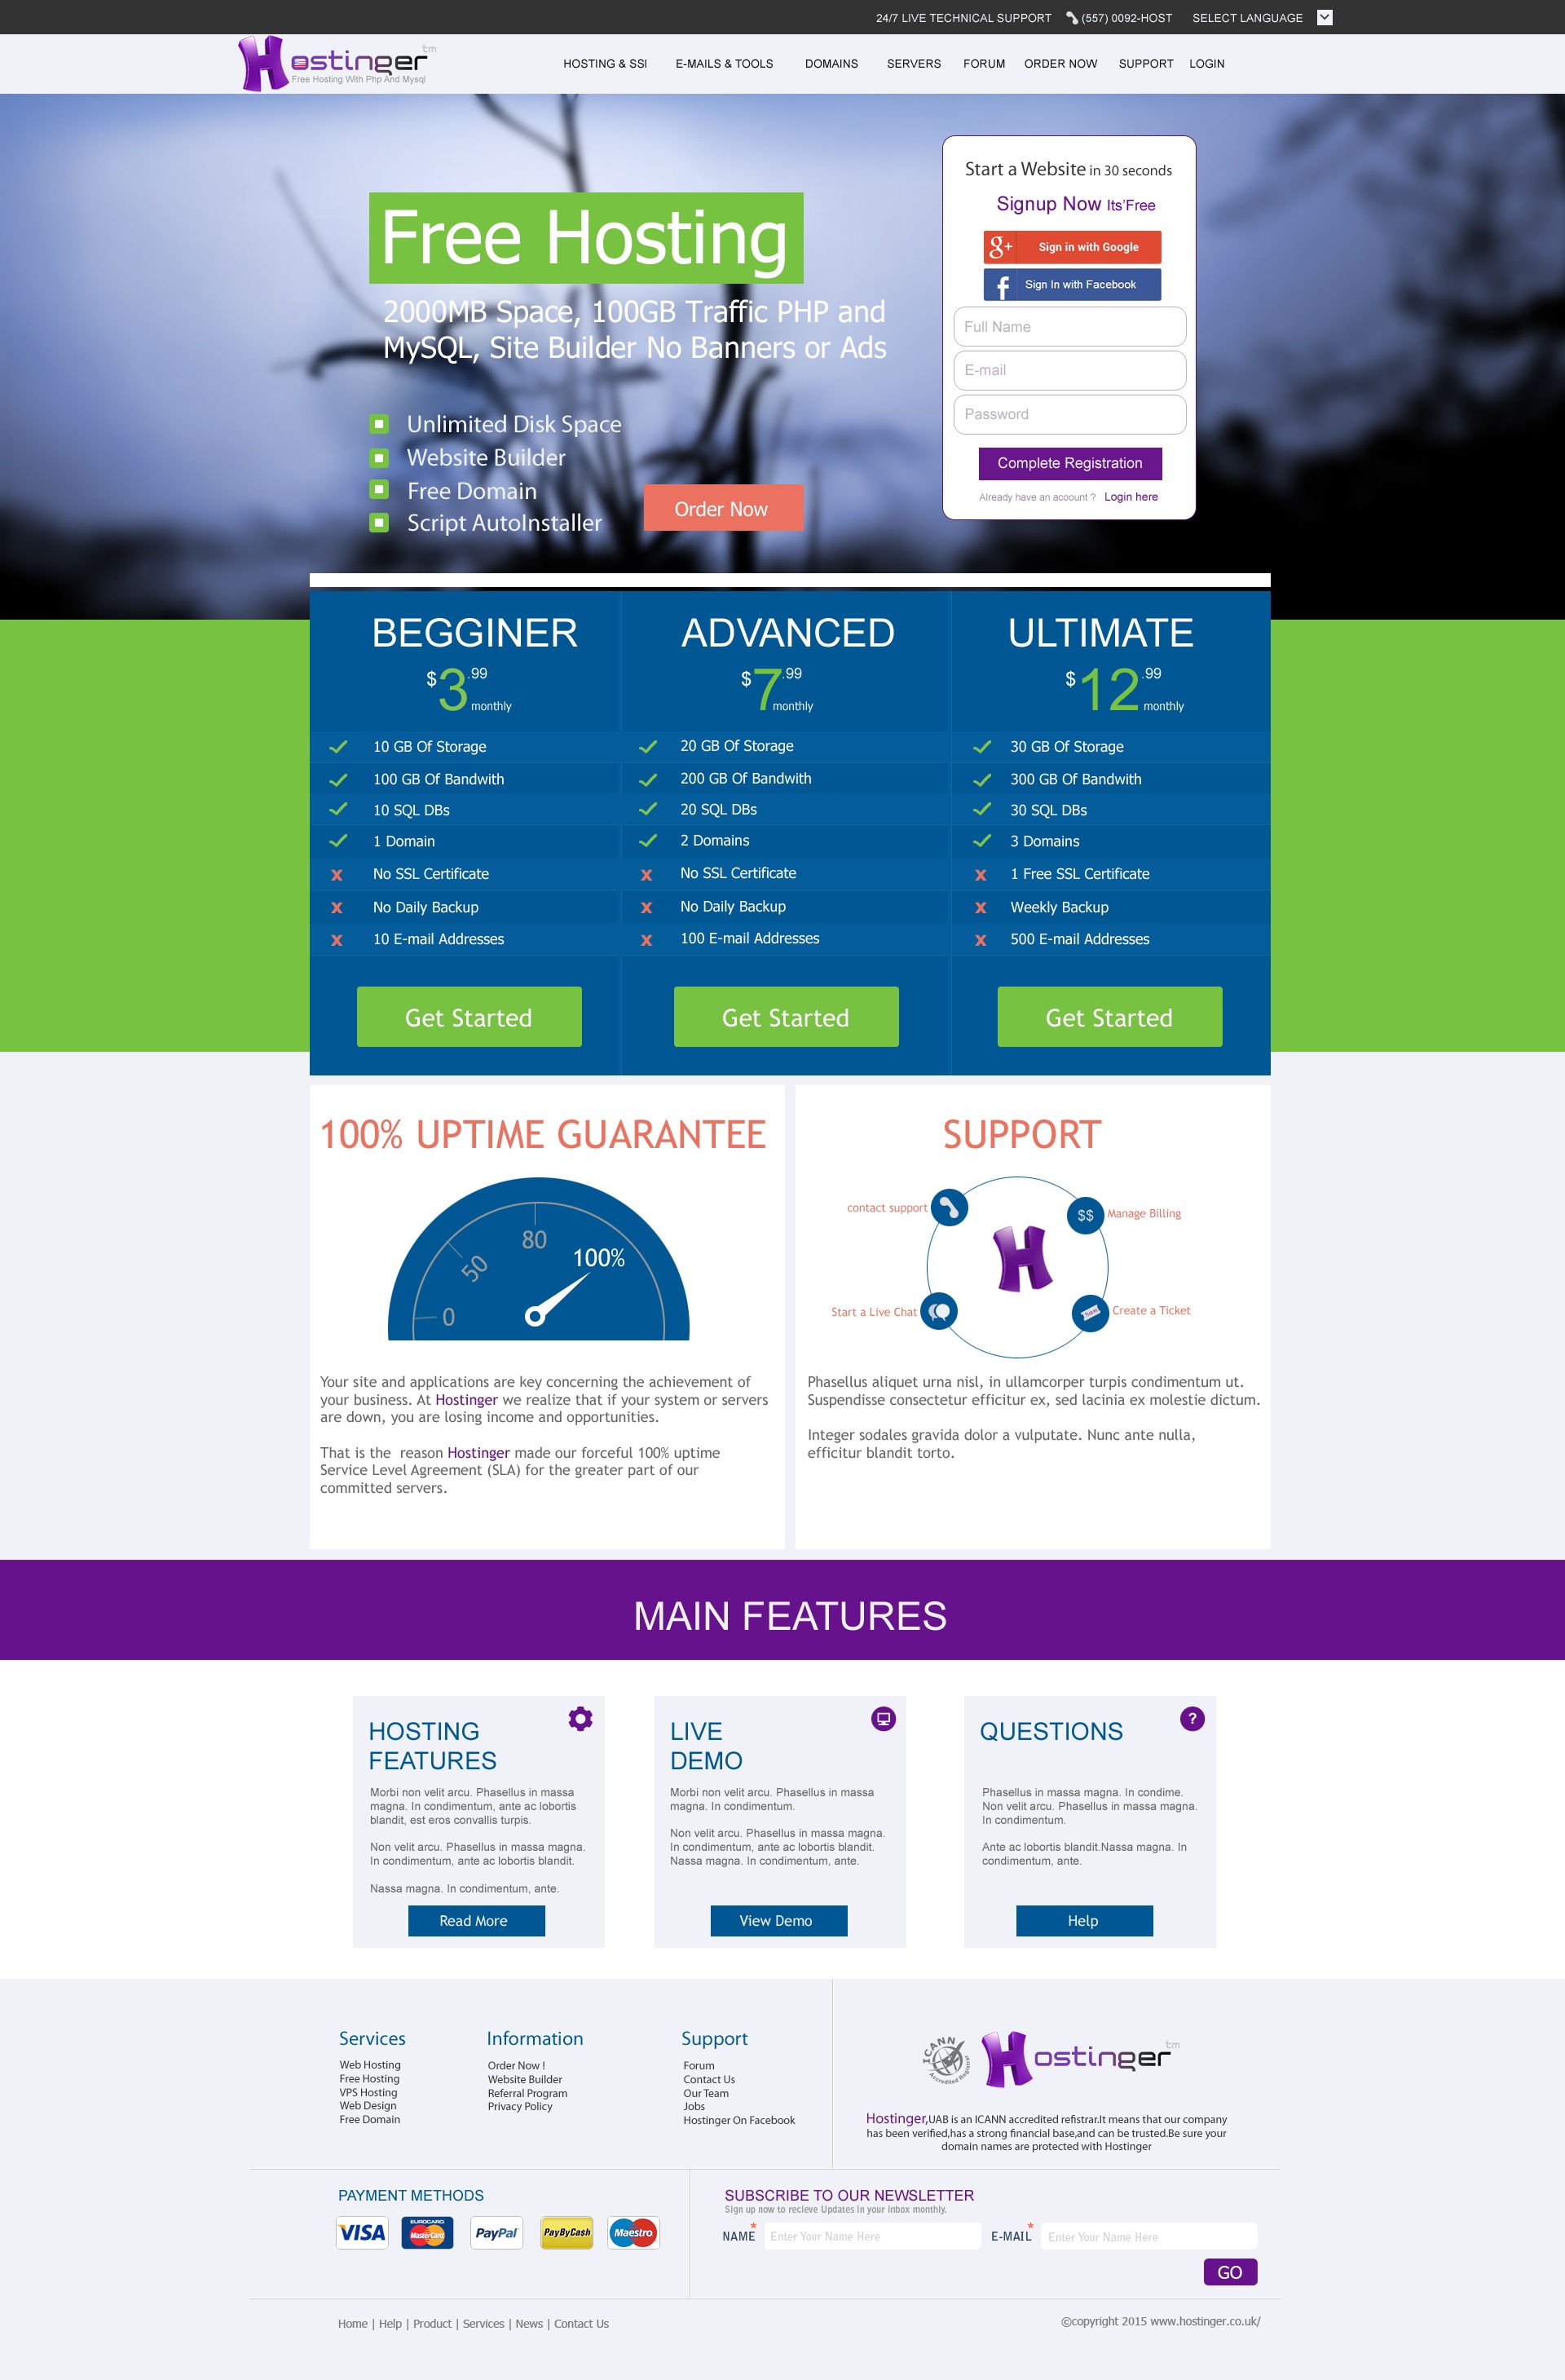 24/7 LIVE TECHNICAL SUPPORT (557) 0092-HOST SELECT LANGUAGE
Hostinger tm
Free Hosting With Php And Mysql
HOSTING & SSI E-MAILS & TOOLS DOMAINS SERVERS FORUM ORDER NOW SUPPORT LOGIN
Free Hosting
2000MB Space, 100GB Traffic PHP and
MySQL, Site Builder No Banners or Ads
Unlimited Disk Space
Website Builder
Free Domain
Script AutoInstaller
Order Now
Start a Website in 30 seconds
Signup Now Its'Free
g+ Sign in with Google
f Sign In with Facebook
Full Name
E-mail
Password
Complete Registration
Already have an acoount ? Login here
BEGGINER
$3.99 monthly
10 GB Of Storage
100 GB Of Bandwith
10 SQL DBs
1 Domain
x No SSL Certificate
x No Daily Backup
x 10 E-mail Addresses
Get Started
ADVANCED
$7.99 monthly
20 GB Of Storage
200 GB Of Bandwith
20 SQL DBs
2 Domains
x No SSL Certificate
x No Daily Backup
x 100 E-mail Addresses
Get Started
ULTIMATE
$12.99 monthly
30 GB Of Storage
300 GB Of Bandwith
30 SQL DBs
3 Domains
x 1 Free SSL Certificate
x Weekly Backup
x 500 E-mail Addresses
Get Started
100% UPTIME GUARANTEE
0 50 80 100%
Your site and applications are key concerning the achievement of
your business. At Hostinger we realize that if your system or servers
are down, you are losing income and opportunities.
That is the reason Hostinger made our forceful 100% uptime
Service Level Agreement (SLA) for the greater part of our
committed servers.
SUPPORT
contact support
$$ Manage Billing
H
Start a Live Chat
Create a Ticket
Phasellus aliquet urna nisl, in ullamcorper turpis condimentum ut.
Suspendisse consectetur efficitur ex, sed lacinia ex molestie dictum.
Integer sodales gravida dolor a vulputate. Nunc ante nulla,
efficitur blandit torto.
MAIN FEATURES
HOSTING
FEATURES
Morbi non velit arcu. Phasellus in massa
magna. In condimentum, ante ac lobortis
blandit, est eros convallis turpis.
Non velit arcu. Phasellus in massa magna.
In condimentum, ante ac lobortis blandit.
Nassa magna. In condimentum, ante.
Read More
LIVE
DEMO
Morbi non velit arcu. Phasellus in massa
magna. In condimentum.
Non velit arcu. Phasellus in massa magna.
In condimentum, ante ac lobortis blandit.
Nassa magna. In condimentum, ante.
View Demo
QUESTIONS
?
Phasellus in massa magna. In condime.
Non velit arcu. Phasellus in massa magna.
In condimentum.
Ante ac lobortis blandit.Nassa magna. In
condimentum, ante.
Help
Services
Web Hosting
Free Hosting
VPS Hosting
Web Design
Free Domain
Information
Order Now !
Website Builder
Referral Program
Privacy Policy
Support
Forum
Contact Us
Our Team
Jobs
Hostinger On Facebook
ICANN
Accredited Registrar
Hostinger tm
Hostinger,UAB is an ICANN accredited refistrar.It means that our company
has been verified,has a strong financial base,and can be trusted.Be sure your
domain names are protected with Hostinger
PAYMENT METHODS
VISA
EUROCARD
MasterCard
PayPal
PayByCash
Maestro
SUBSCRIBE TO OUR NEWSLETTER
Sign up now to recieve Updates in your inbox monthly.
NAME * Enter Your Name Here E-MAIL * Enter Your Name Here
GO
Home | Help | Product | Services | News | Contact Us
©copyright 2015 www.hostinger.co.uk/